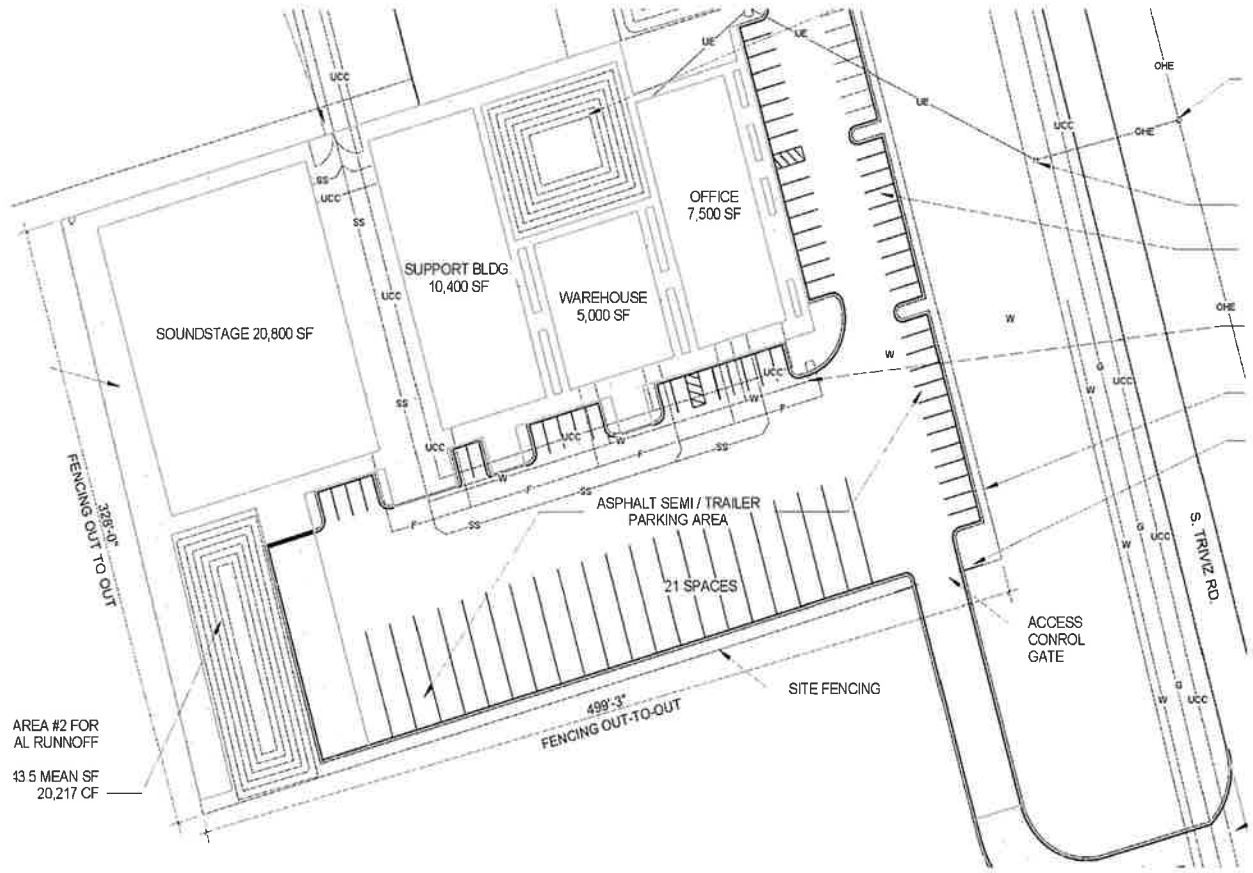 UE
UE
OHE
UCC
UE
UCC
OHE
SS
UCC
SS
OFFICE
7,500 SF
SUPPORT BLDG
10,400 SF
UCC
WAREHOUSE
5,000 SF
SOUNDSTAGE 20,800 SF
W
OHE
W
G
W
UCC
SS
UCC
W
F
UCC
UCC
W
F
SS
W
F
SS
F
SS
ASPHALT SEMI / TRAILER
PARKING AREA
328'-0"
FENCING OUT TO OUT
21 SPACES
G
W
UCC
S. TRIVIZ RD.
ACCESS
CONROL
GATE
SITE FENCING
499'-3"
FENCING OUT-TO-OUT
G
W
UCC
AREA #2 FOR
AL RUNNOFF
43.5 MEAN SF
20,217 CF